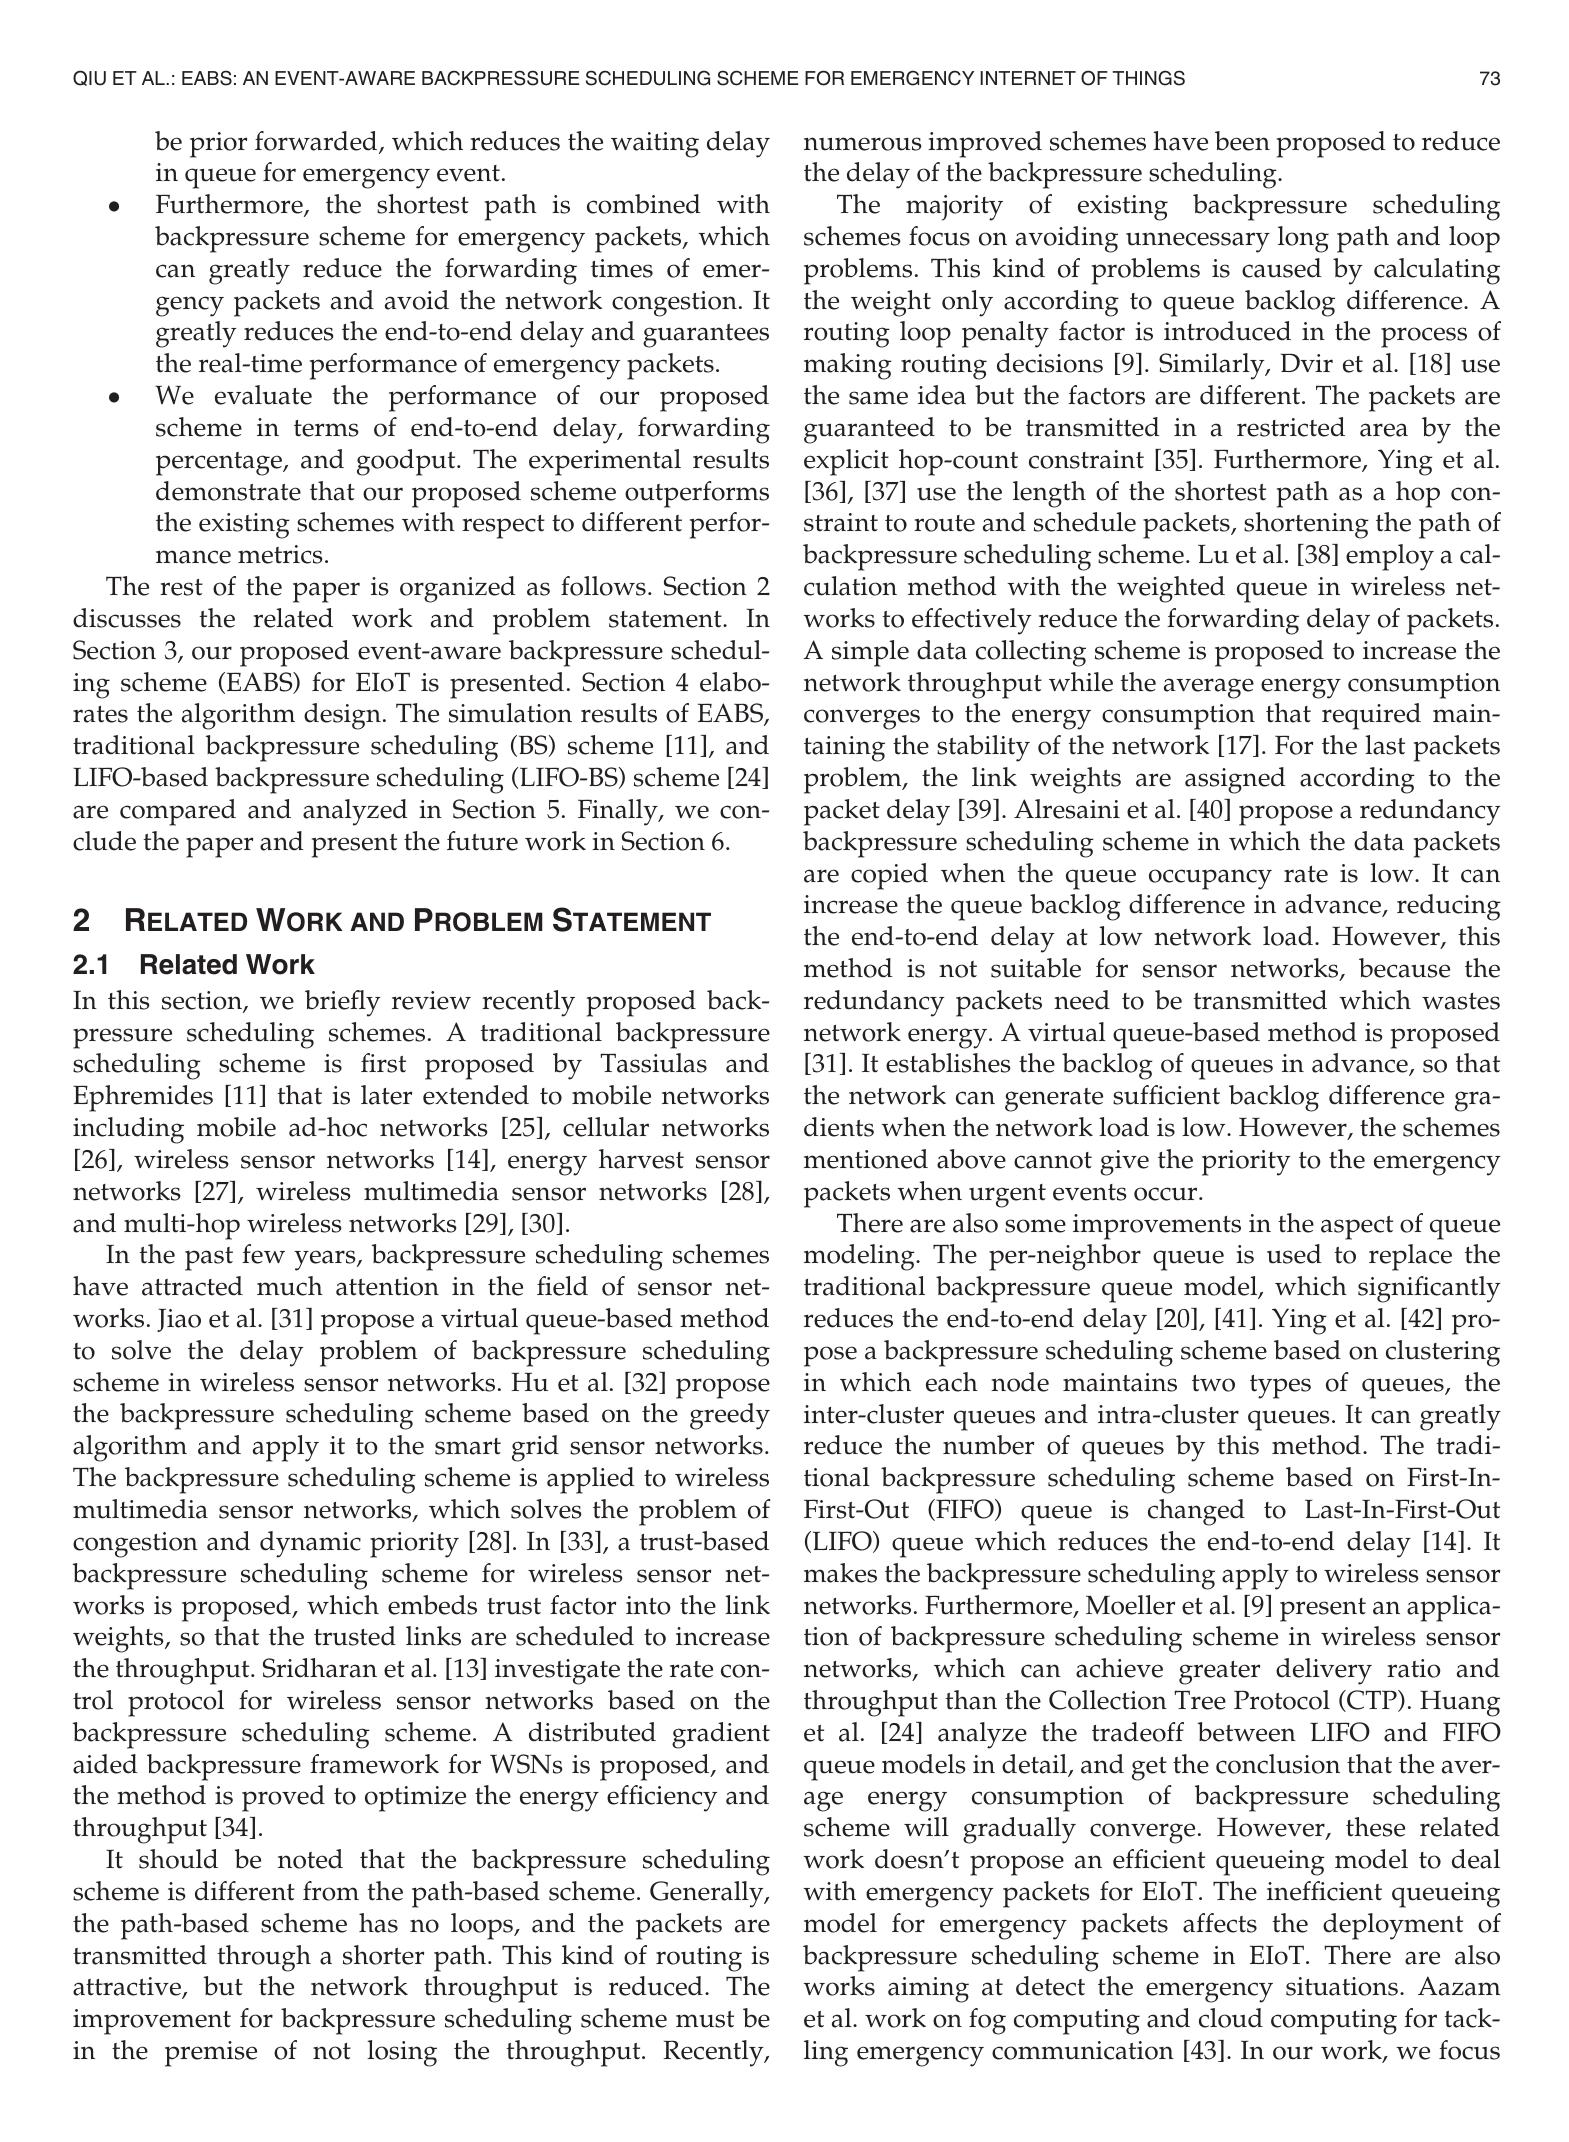 QIU ET AL.: EABS: AN EVENT-AWARE BACKPRESSURE SCHEDULING SCHEME FOR EMERGENCY INTERNET OF THINGS 73
be prior forwarded, which reduces the waiting delay
in queue for emergency event.
• Furthermore, the shortest path is combined with
backpressure scheme for emergency packets, which
can greatly reduce the forwarding times of emer-
gency packets and avoid the network congestion. It
greatly reduces the end-to-end delay and guarantees
the real-time performance of emergency packets.
• We evaluate the performance of our proposed
scheme in terms of end-to-end delay, forwarding
percentage, and goodput. The experimental results
demonstrate that our proposed scheme outperforms
the existing schemes with respect to different perfor-
mance metrics.
The rest of the paper is organized as follows. Section 2
discusses the related work and problem statement. In
Section 3, our proposed event-aware backpressure schedul-
ing scheme (EABS) for EIoT is presented. Section 4 elabo-
rates the algorithm design. The simulation results of EABS,
traditional backpressure scheduling (BS) scheme [11], and
LIFO-based backpressure scheduling (LIFO-BS) scheme [24]
are compared and analyzed in Section 5. Finally, we con-
clude the paper and present the future work in Section 6.
2 RELATED WORK AND PROBLEM STATEMENT
2.1 Related Work
In this section, we briefly review recently proposed back-
pressure scheduling schemes. A traditional backpressure
scheduling scheme is first proposed by Tassiulas and
Ephremides [11] that is later extended to mobile networks
including mobile ad-hoc networks [25], cellular networks
[26], wireless sensor networks [14], energy harvest sensor
networks [27], wireless multimedia sensor networks [28],
and multi-hop wireless networks [29], [30].
In the past few years, backpressure scheduling schemes
have attracted much attention in the field of sensor net-
works. Jiao et al. [31] propose a virtual queue-based method
to solve the delay problem of backpressure scheduling
scheme in wireless sensor networks. Hu et al. [32] propose
the backpressure scheduling scheme based on the greedy
algorithm and apply it to the smart grid sensor networks.
The backpressure scheduling scheme is applied to wireless
multimedia sensor networks, which solves the problem of
congestion and dynamic priority [28]. In [33], a trust-based
backpressure scheduling scheme for wireless sensor net-
works is proposed, which embeds trust factor into the link
weights, so that the trusted links are scheduled to increase
the throughput. Sridharan et al. [13] investigate the rate con-
trol protocol for wireless sensor networks based on the
backpressure scheduling scheme. A distributed gradient
aided backpressure framework for WSNs is proposed, and
the method is proved to optimize the energy efficiency and
throughput [34].
It should be noted that the backpressure scheduling
scheme is different from the path-based scheme. Generally,
the path-based scheme has no loops, and the packets are
transmitted through a shorter path. This kind of routing is
attractive, but the network throughput is reduced. The
improvement for backpressure scheduling scheme must be
in the premise of not losing the throughput. Recently,
numerous improved schemes have been proposed to reduce
the delay of the backpressure scheduling.
The majority of existing backpressure scheduling
schemes focus on avoiding unnecessary long path and loop
problems. This kind of problems is caused by calculating
the weight only according to queue backlog difference. A
routing loop penalty factor is introduced in the process of
making routing decisions [9]. Similarly, Dvir et al. [18] use
the same idea but the factors are different. The packets are
guaranteed to be transmitted in a restricted area by the
explicit hop-count constraint [35]. Furthermore, Ying et al.
[36], [37] use the length of the shortest path as a hop con-
straint to route and schedule packets, shortening the path of
backpressure scheduling scheme. Lu et al. [38] employ a cal-
culation method with the weighted queue in wireless net-
works to effectively reduce the forwarding delay of packets.
A simple data collecting scheme is proposed to increase the
network throughput while the average energy consumption
converges to the energy consumption that required main-
taining the stability of the network [17]. For the last packets
problem, the link weights are assigned according to the
packet delay [39]. Alresaini et al. [40] propose a redundancy
backpressure scheduling scheme in which the data packets
are copied when the queue occupancy rate is low. It can
increase the queue backlog difference in advance, reducing
the end-to-end delay at low network load. However, this
method is not suitable for sensor networks, because the
redundancy packets need to be transmitted which wastes
network energy. A virtual queue-based method is proposed
[31]. It establishes the backlog of queues in advance, so that
the network can generate sufficient backlog difference gra-
dients when the network load is low. However, the schemes
mentioned above cannot give the priority to the emergency
packets when urgent events occur.
There are also some improvements in the aspect of queue
modeling. The per-neighbor queue is used to replace the
traditional backpressure queue model, which significantly
reduces the end-to-end delay [20], [41]. Ying et al. [42] pro-
pose a backpressure scheduling scheme based on clustering
in which each node maintains two types of queues, the
inter-cluster queues and intra-cluster queues. It can greatly
reduce the number of queues by this method. The tradi-
tional backpressure scheduling scheme based on First-In-
First-Out (FIFO) queue is changed to Last-In-First-Out
(LIFO) queue which reduces the end-to-end delay [14]. It
makes the backpressure scheduling apply to wireless sensor
networks. Furthermore, Moeller et al. [9] present an applica-
tion of backpressure scheduling scheme in wireless sensor
networks, which can achieve greater delivery ratio and
throughput than the Collection Tree Protocol (CTP). Huang
et al. [24] analyze the tradeoff between LIFO and FIFO
queue models in detail, and get the conclusion that the aver-
age energy consumption of backpressure scheduling
scheme will gradually converge. However, these related
work doesn't propose an efficient queueing model to deal
with emergency packets for EIoT. The inefficient queueing
model for emergency packets affects the deployment of
backpressure scheduling scheme in EIoT. There are also
works aiming at detect the emergency situations. Aazam
et al. work on fog computing and cloud computing for tack-
ling emergency communication [43]. In our work, we focus